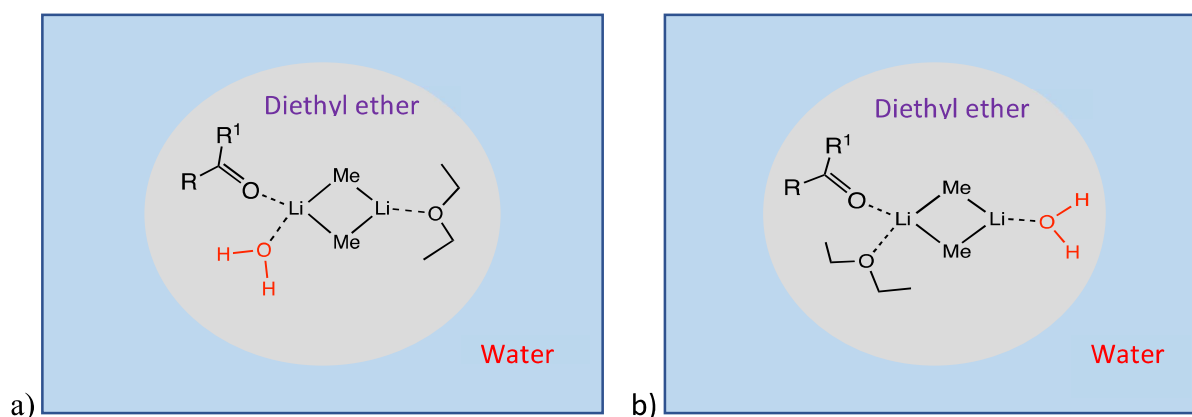 Diethyl ether
R¹
R
O
Li
Me
Li
Me
O
H
O
H
Water
a)
Diethyl ether
R¹
R
O
Li
Me
Li
Me
O
H
H
O
Water
b)